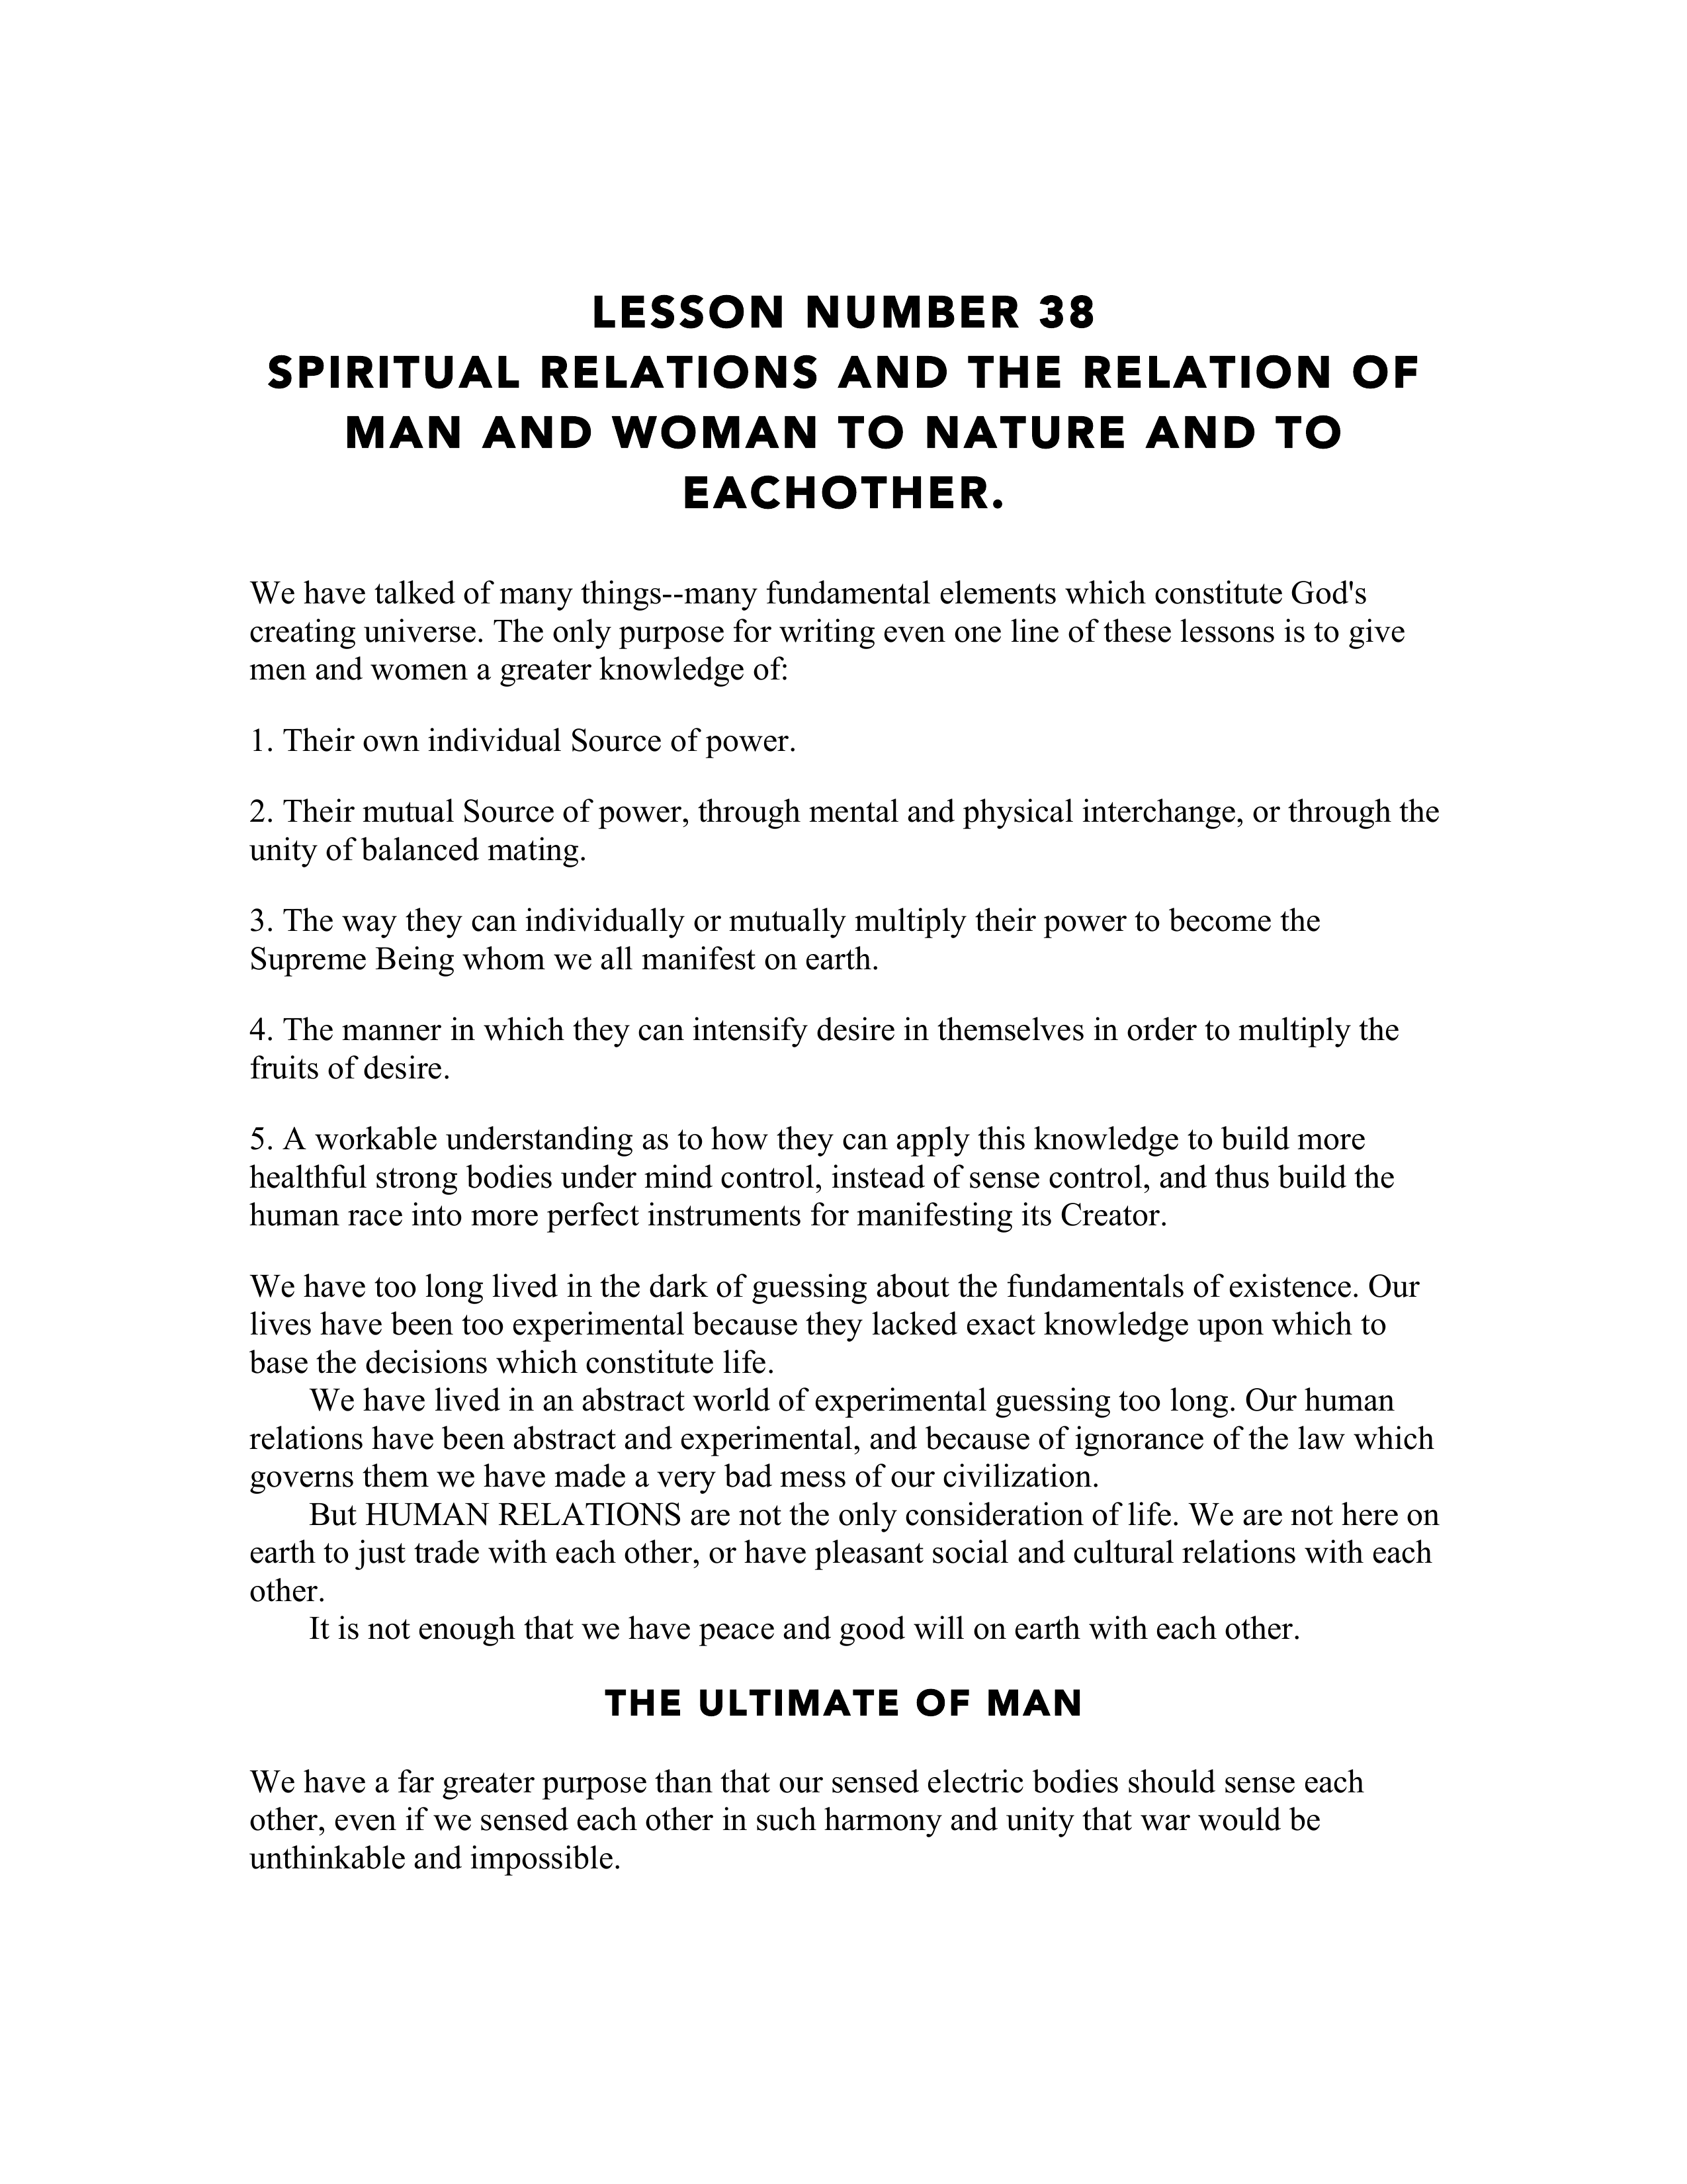 LESSON NUMBER 38
SPIRITUAL RELATIONS AND THE RELATION OF
MAN AND WOMAN TO NATURE AND TO
EACHOTHER.
We have talked of many things--many fundamental elements which constitute God's
creating universe. The only purpose for writing even one line of these lessons is to give
men and women a greater knowledge of:
1. Their own individual Source of power.
2. Their mutual Source of power, through mental and physical interchange, or through the
unity of balanced mating.
3. The way they can individually or mutually multiply their power to become the
Supreme Being whom we all manifest on earth.
4. The manner in which they can intensify desire in themselves in order to multiply the
fruits of desire.
5. A workable understanding as to how they can apply this knowledge to build more
healthful strong bodies under mind control, instead of sense control, and thus build the
human race into more perfect instruments for manifesting its Creator.
We have too long lived in the dark of guessing about the fundamentals of existence. Our
lives have been too experimental because they lacked exact knowledge upon which to
base the decisions which constitute life.
We have lived in an abstract world of experimental guessing too long. Our human
relations have been abstract and experimental, and because of ignorance of the law which
governs them we have made a very bad mess of our civilization.
But HUMAN RELATIONS are not the only consideration of life. We are not here on
earth to just trade with each other, or have pleasant social and cultural relations with each
other.
It is not enough that we have peace and good will on earth with each other.
THE ULTIMATE OF MAN
We have a far greater purpose than that our sensed electric bodies should sense each
other, even if we sensed each other in such harmony and unity that war would be
unthinkable and impossible.